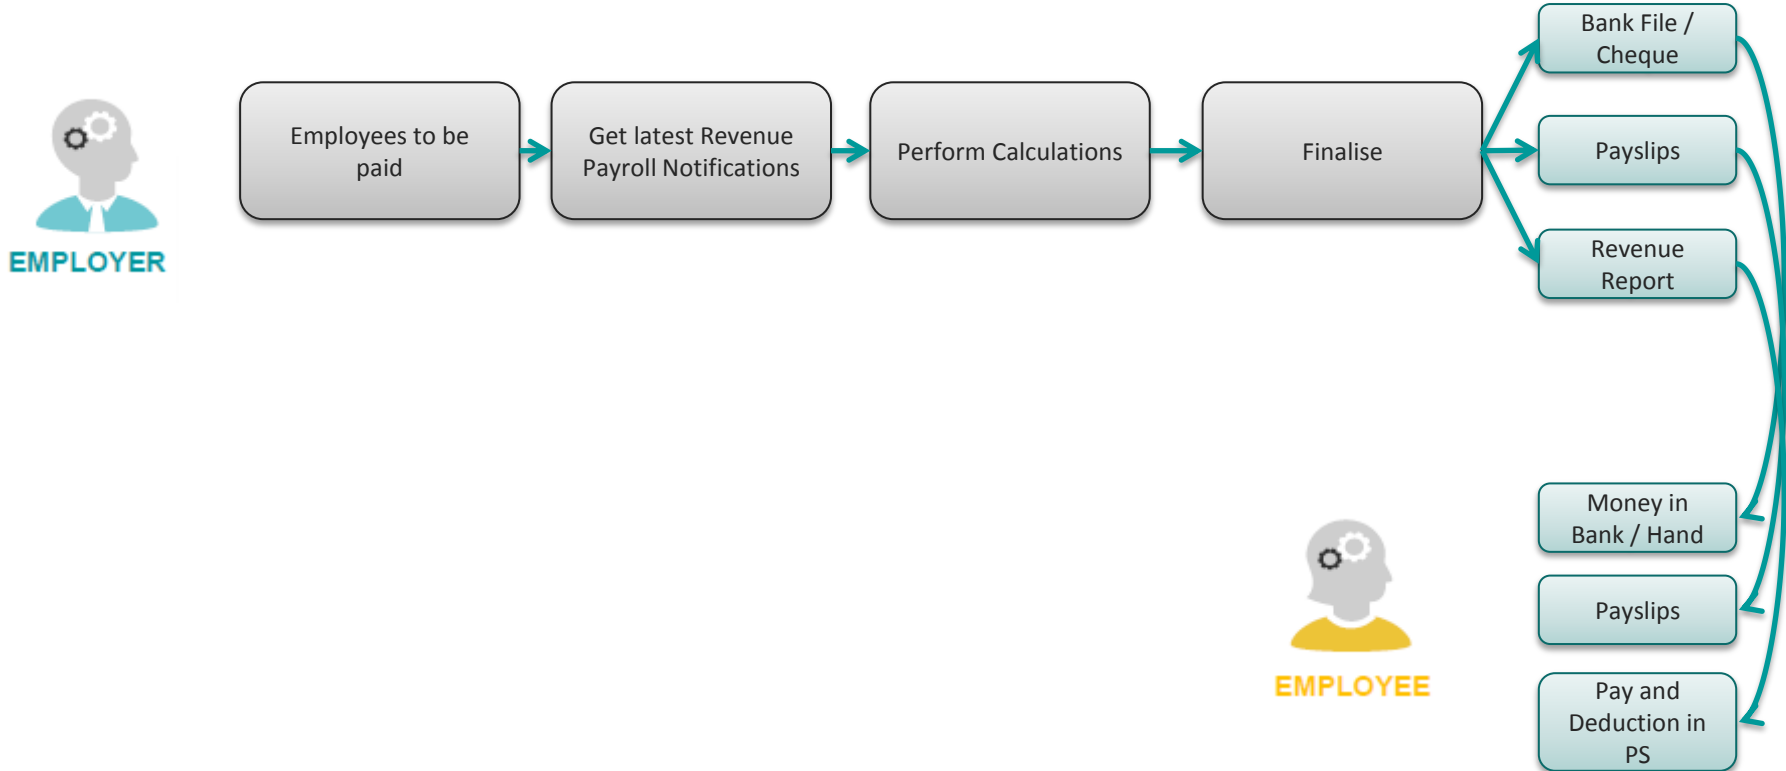 EMPLOYER
Employees to be
paid
Get latest Revenue
Payroll Notifications
Perform Calculations
Finalise
Bank File /
Cheque
Payslips
Revenue
Report
EMPLOYEE
Money in
Bank / Hand
Payslips
Pay and
Deduction in
PS